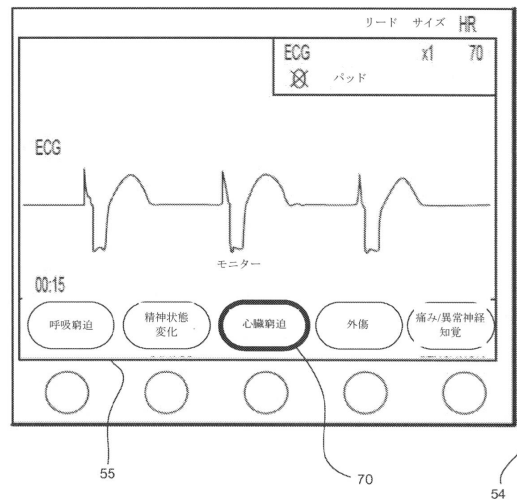 リード サイズ HR
ECG x1 70
パッド
ECG
モニター
00:15
呼吸窮迫
精神状態
変化
心臓窮迫
外傷
痛み/異常神経
知覚
55
70
54